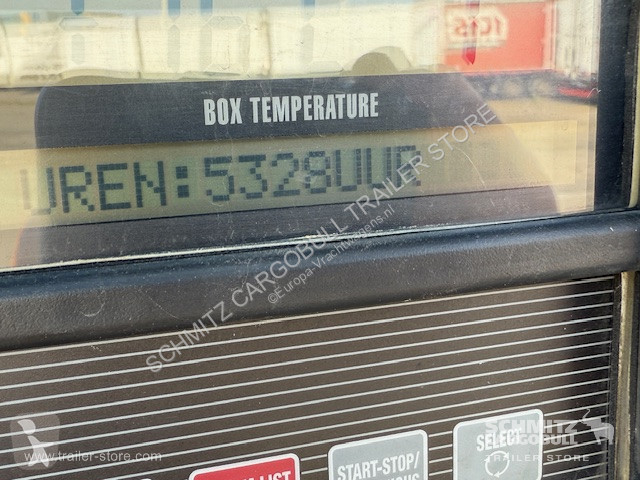 BOX TEMPERATURE
UREN:5328UUR
SCHMITZ CARGOBULL TRAILER STORE
©Europa-Vrachtwagens.nl
LIST
START-STOP/
SELECT
www.trailer-store.com
SCHMITZ
CARGOBULL
TRAILER STORE